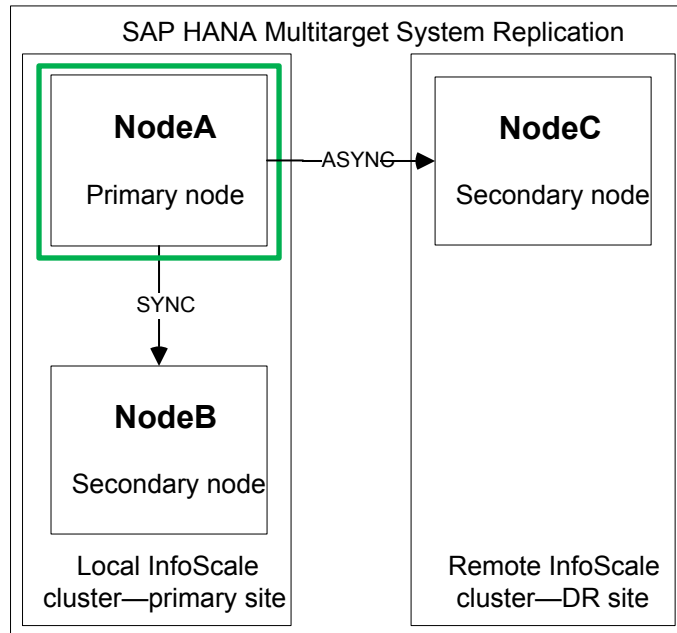 SAP HANA Multitarget System Replication
NodeA
Primary node
ASYNC
NodeC
Secondary node
SYNC
NodeB
Secondary node
Local InfoScale
cluster—primary site
Remote InfoScale
cluster—DR site